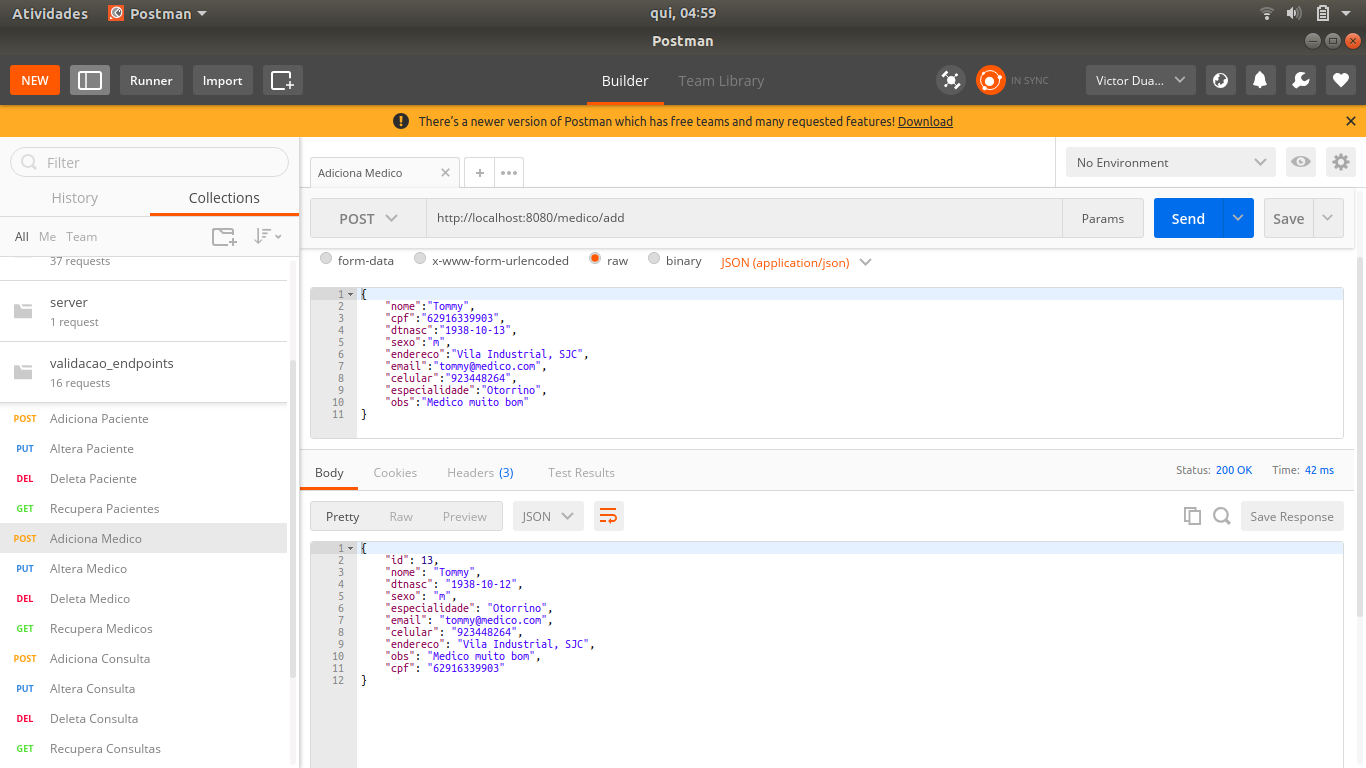 Atividades Postman qui, 04:59
Postman
NEW Runner Import Builder Team Library IN SYNC Victor Dua...
There's a newer version of Postman which has free teams and many requested features! Download
Filter
History Collections
All Me Team
37 requests
server
1 request
validacao_endpoints
16 requests
POST Adiciona Paciente
PUT Altera Paciente
DEL Deleta Paciente
GET Recupera Pacientes
POST Adiciona Medico
PUT Altera Medico
DEL Deleta Medico
GET Recupera Medicos
POST Adiciona Consulta
PUT Altera Consulta
DEL Deleta Consulta
GET Recupera Consultas
Adiciona Medico No Environment
POST http://localhost:8080/medico/add Params Send Save
form-data x-www-form-urlencoded raw binary JSON (application/json)
1 {
2 "nome":"Tommy",
3 "cpf":"62916339903",
4 "dtnasc":"1938-10-13",
5 "sexo":"m",
6 "endereco":"Vila Industrial, SJC",
7 "email":"tommy@medico.com",
8 "celular":"923448264",
9 "especialidade":"Otorrino",
10 "obs":"Medico muito bom"
11 }
Body Cookies Headers (3) Test Results Status: 200 OK Time: 42 ms
Pretty Raw Preview JSON Save Response
1 {
2 "id": 13,
3 "nome": "Tommy",
4 "dtnasc": "1938-10-12",
5 "sexo": "m",
6 "especialidade": "Otorrino",
7 "email": "tommy@medico.com",
8 "celular": "923448264",
9 "endereco": "Vila Industrial, SJC",
10 "obs": "Medico muito bom",
11 "cpf": "62916339903"
12 }